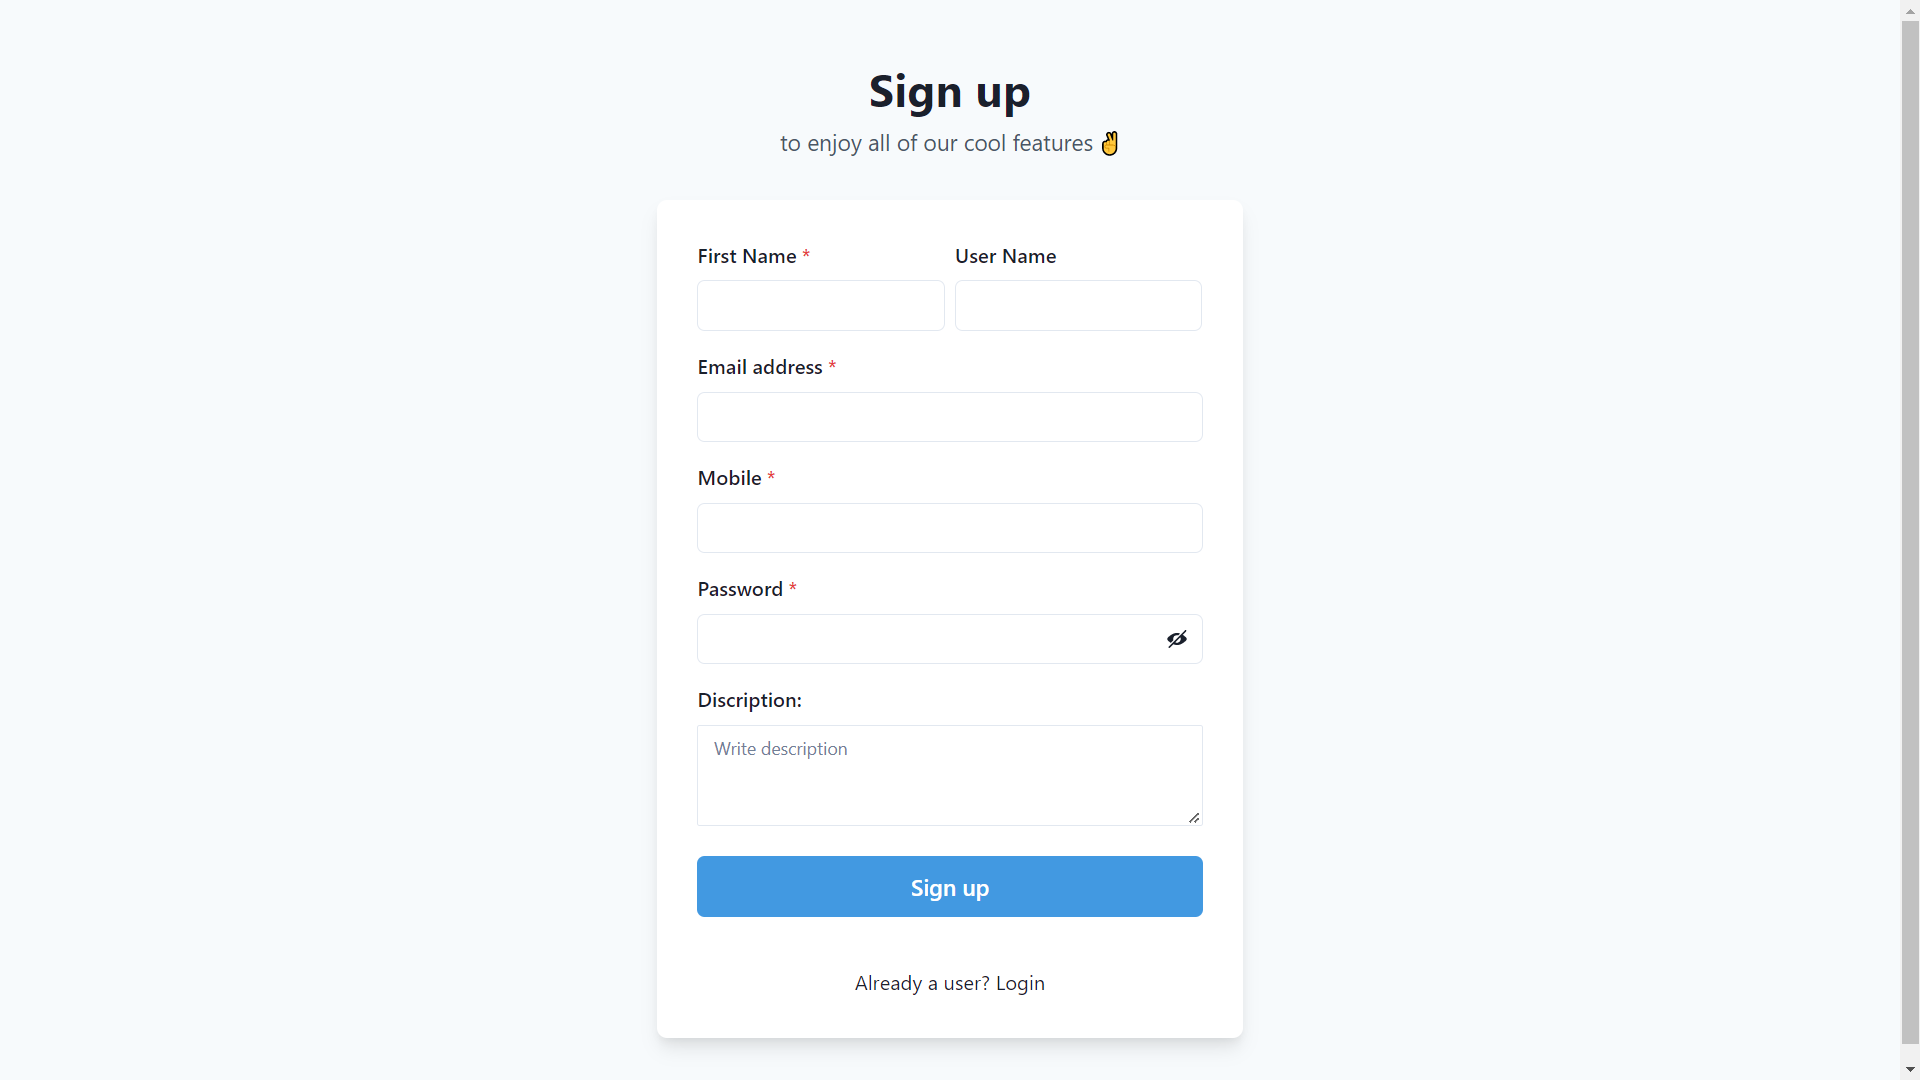 Sign up
to enjoy all of our cool features ✌️
First Name *
User Name
Email address *
Mobile *
Password *
Discription:
Write description
Sign up
Already a user? Login